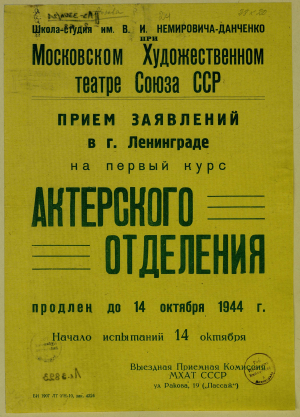 Школа-студия им. В. И. НЕМИРОВИЧА-ДАНЧЕНКО
ПРИ
Московском Художественном
театре Союза ССР
ПРИЕМ ЗАЯВЛЕНИЙ
в г. Ленинграде
на первый курс
АКТЕРСКОГО
ОТДЕЛЕНИЯ
продлен до 14 октября 1944 г.
Начало испытаний 14 октября
Выездная Приемная Комиссия
МХАТ СССР
ул. Ракова, 19 („Пассаж“)